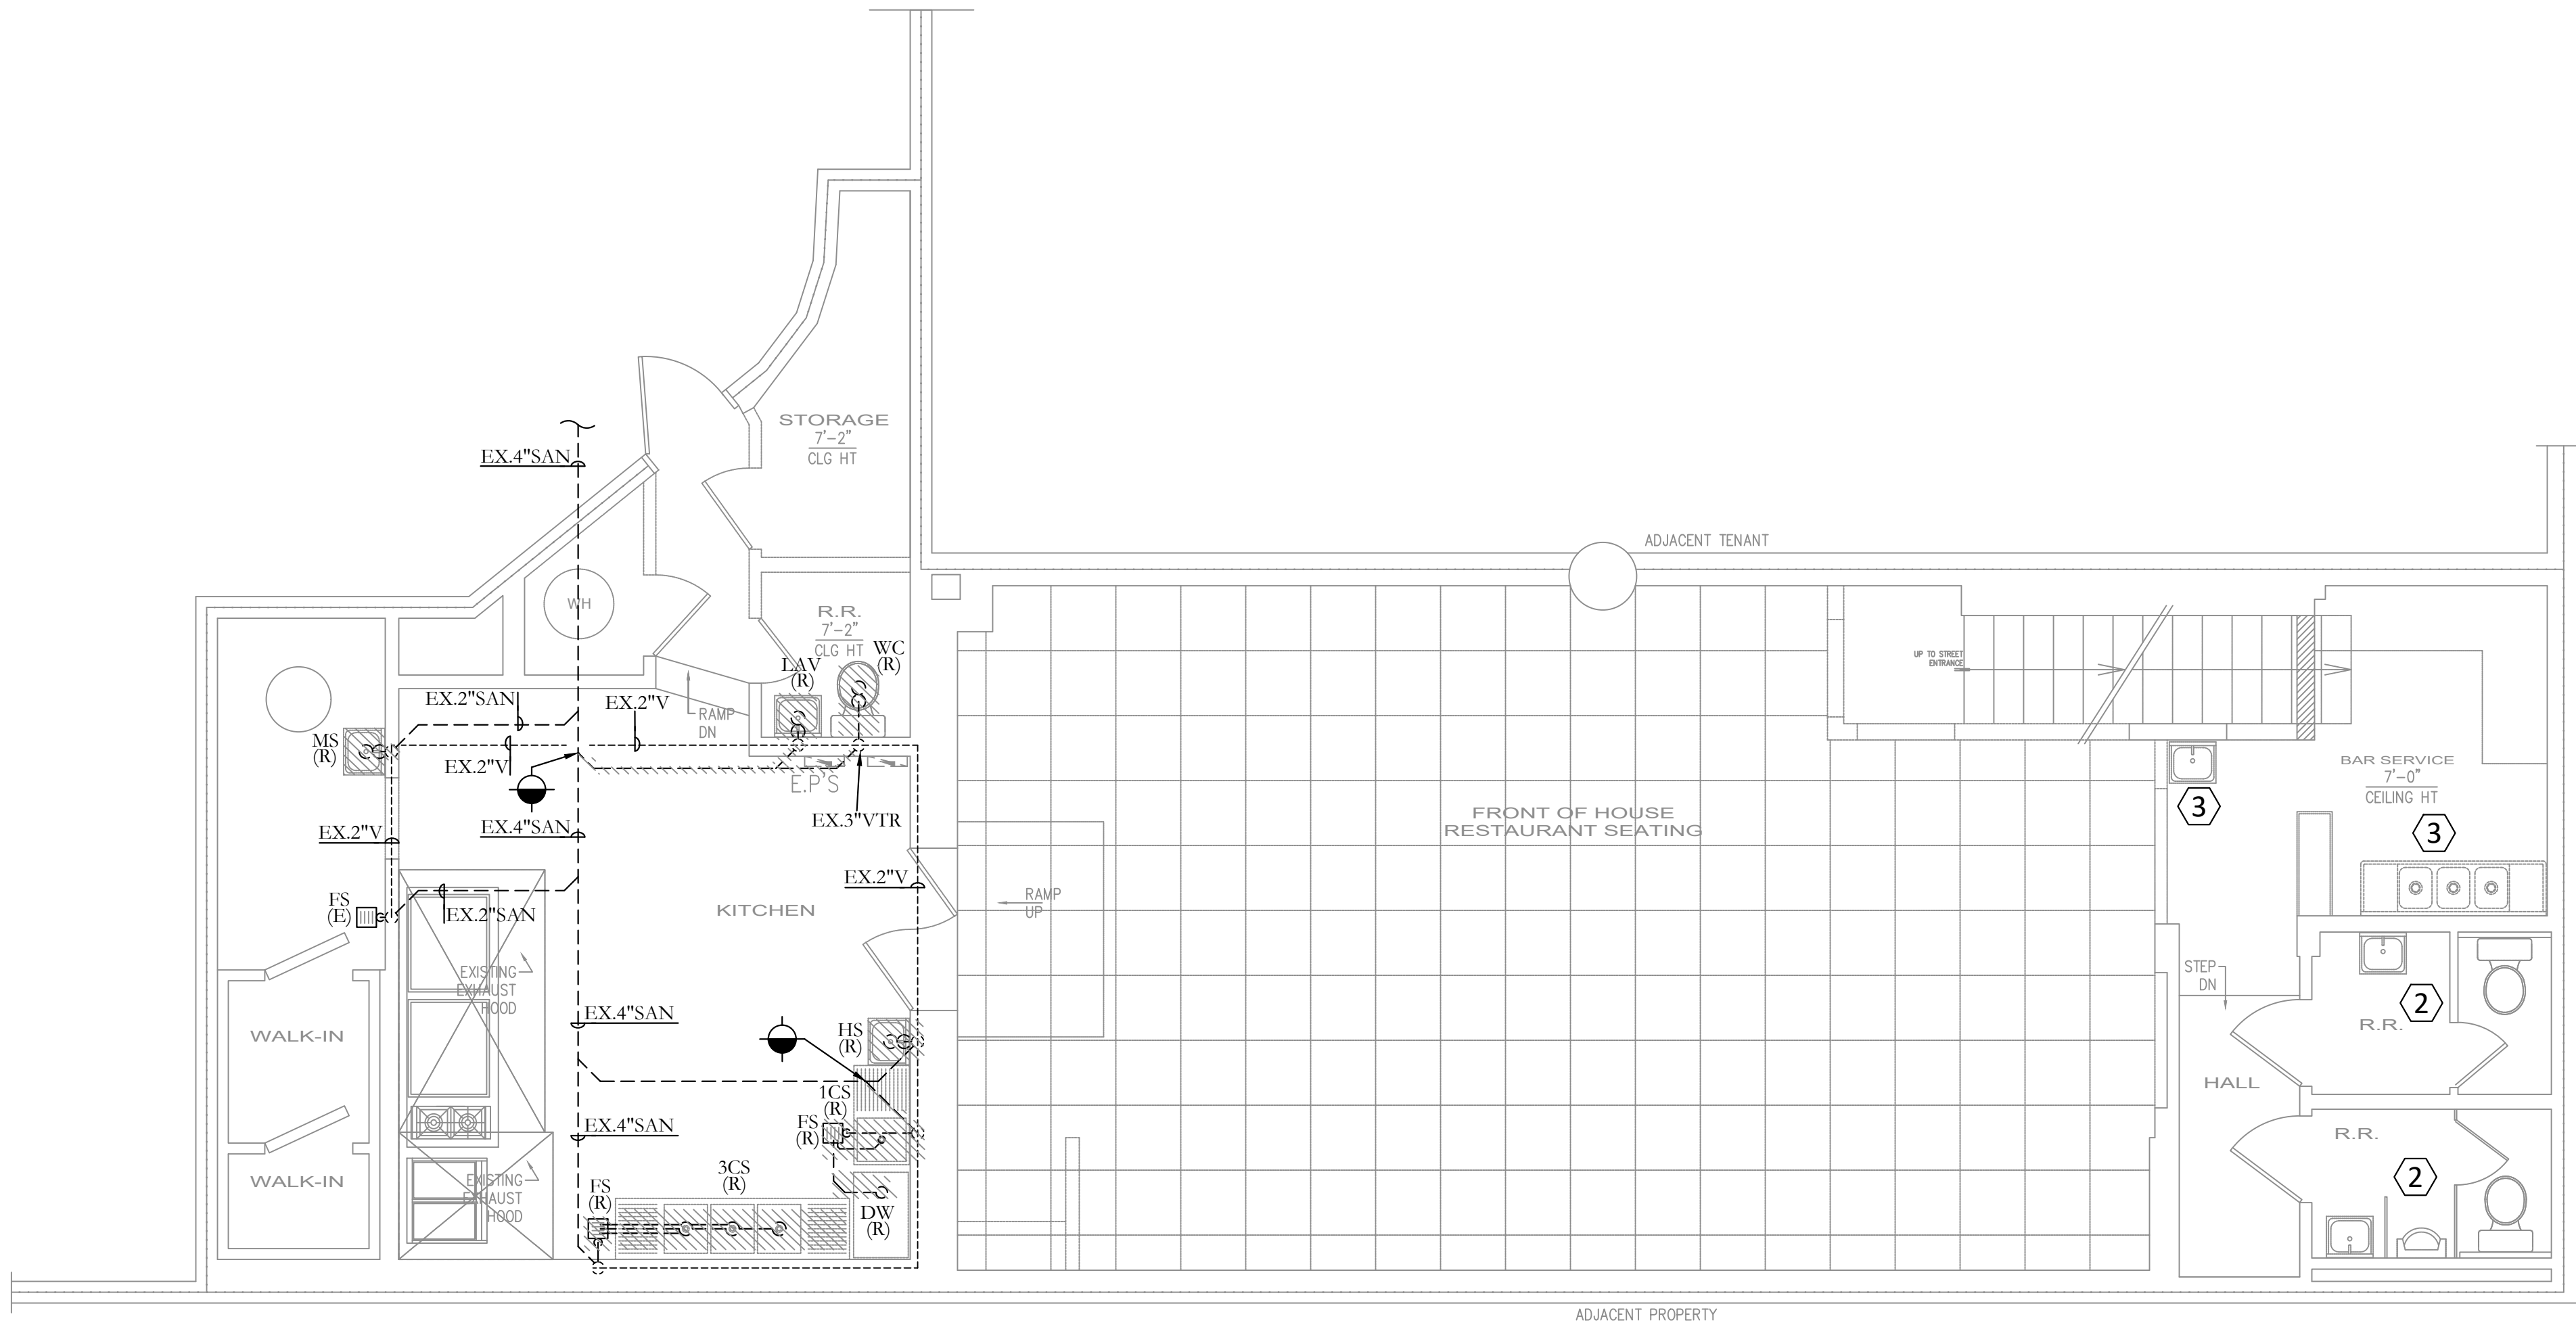 EX.4"SAN
STORAGE
7'-2"
CLG HT
ADJACENT TENANT
WH
R.R.
7'-2"
CLG HT
WC
(R)
LAV
(R)
UP TO STREET
ENTRANCE
EX.2"SAN
EX.2"V
RAMP
DN
MS
(R)
EX.2"V
E.P'S
EX.3"VTR
EX.2"V
EX.4"SAN
BAR SERVICE
7'-0"
CEILING HT
3
3
FRONT OF HOUSE
RESTAURANT SEATING
EX.2"V
RAMP
UP
FS
(E)
EX.2"SAN
KITCHEN
EXISTING
EXHAUST
HOOD
STEP
DN
2
R.R.
EX.4"SAN
HS
(R)
WALK-IN
HALL
1CS
(R)
FS
(R)
EX.4"SAN
R.R.
2
WALK-IN
EXISTING
EXHAUST
HOOD
3CS
(R)
FS
(R)
DW
(R)
ADJACENT PROPERTY